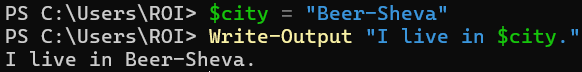 PS C:\Users\ROI> $city = "Beer-Sheva"
PS C:\Users\ROI> Write-Output "I live in $city."
I live in Beer-Sheva.